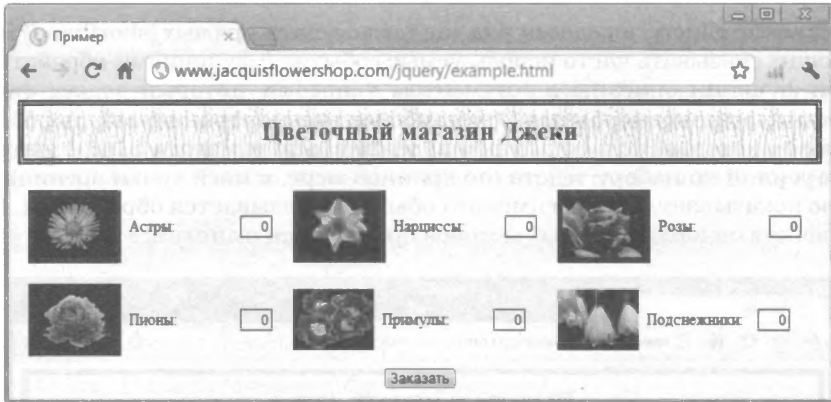 Пример
www.jacquisflowershop.com/jquery/example.html
Цветочный магазин Джеки
Астры: 0 Нарциссы: 0 Розы: 0
Пионы: 0 Примулы: 0 Подснежники: 0
Заказать